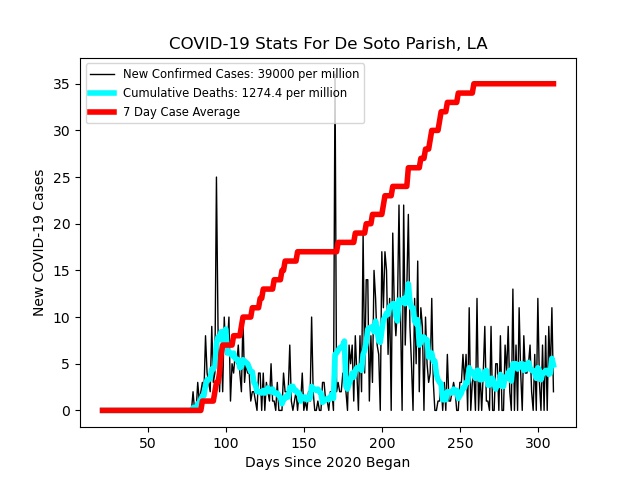 COVID-19 Stats For De Soto Parish, LA
New Confirmed Cases: 39000 per million
Cumulative Deaths: 1274.4 per million
7 Day Case Average
New COVID-19 Cases
35
30
25
20
15
10
5
0
50 100 150 200 250 300
Days Since 2020 Began